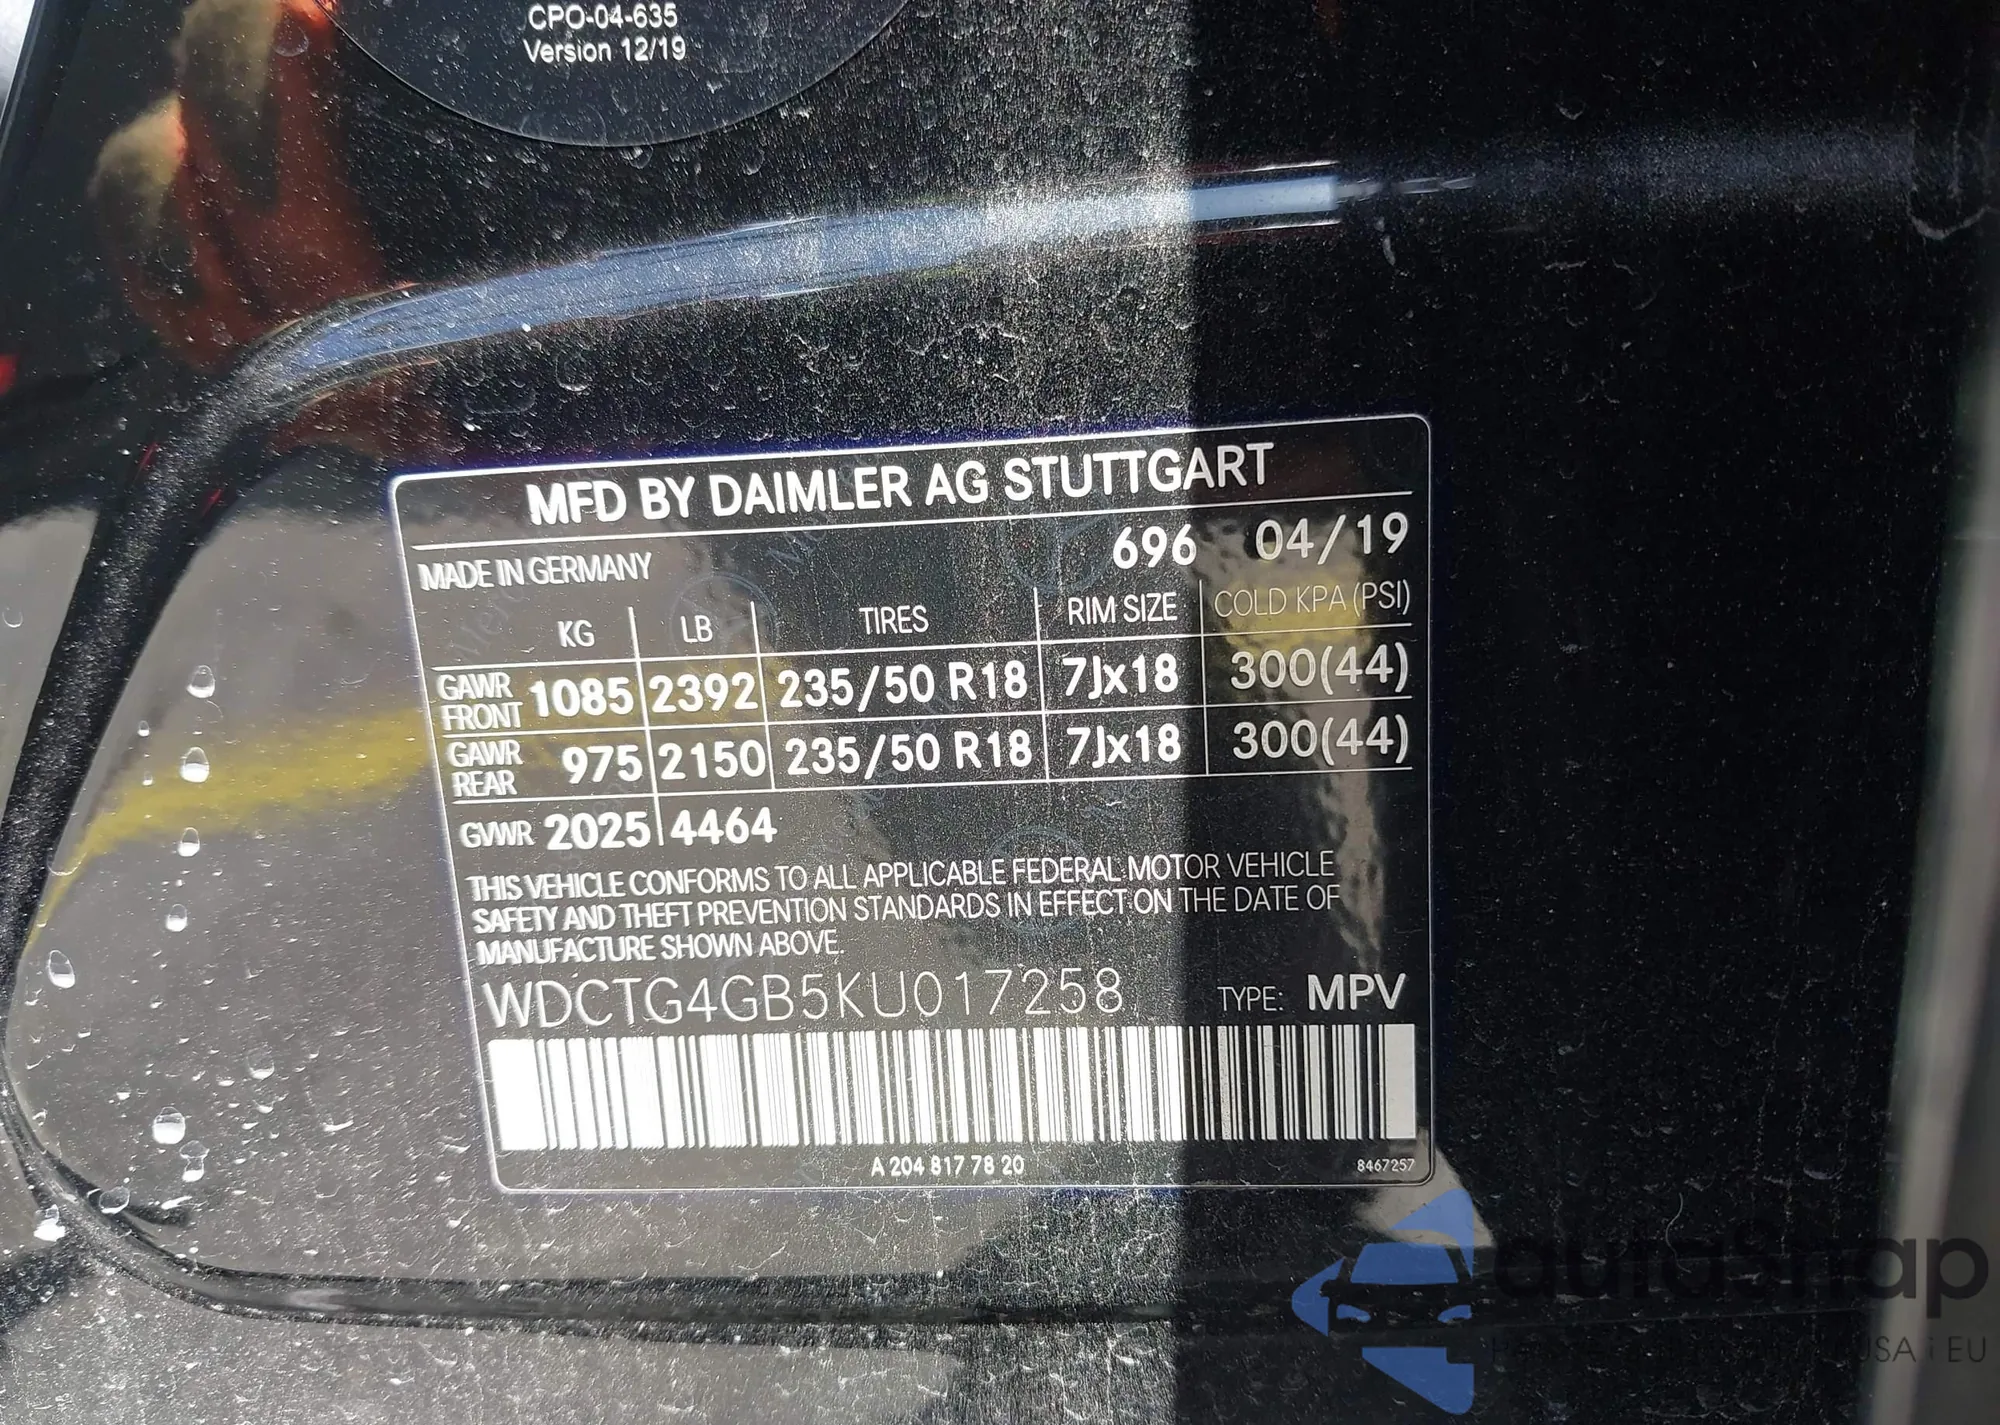 CPO-04-635
Version 12/19
MFD BY DAIMLER AG STUTTGART
MADE IN GERMANY 696 04/19
KG LB TIRES RIM SIZE COLD KPA (PSI)
GAWR FRONT 1085 2392 235/50 R18 7Jx18 300(44)
GAWR REAR 975 2150 235/50 R18 7Jx18 300(44)
GVWR 2025 4464
THIS VEHICLE CONFORMS TO ALL APPLICABLE FEDERAL MOTOR VEHICLE
SAFETY AND THEFT PREVENTION STANDARDS IN EFFECT ON THE DATE OF
MANUFACTURE SHOWN ABOVE.
WDCTG4GB5KU017258 TYPE: MPV
A 204 817 78 20 8467257
autoSnap
USA i EU